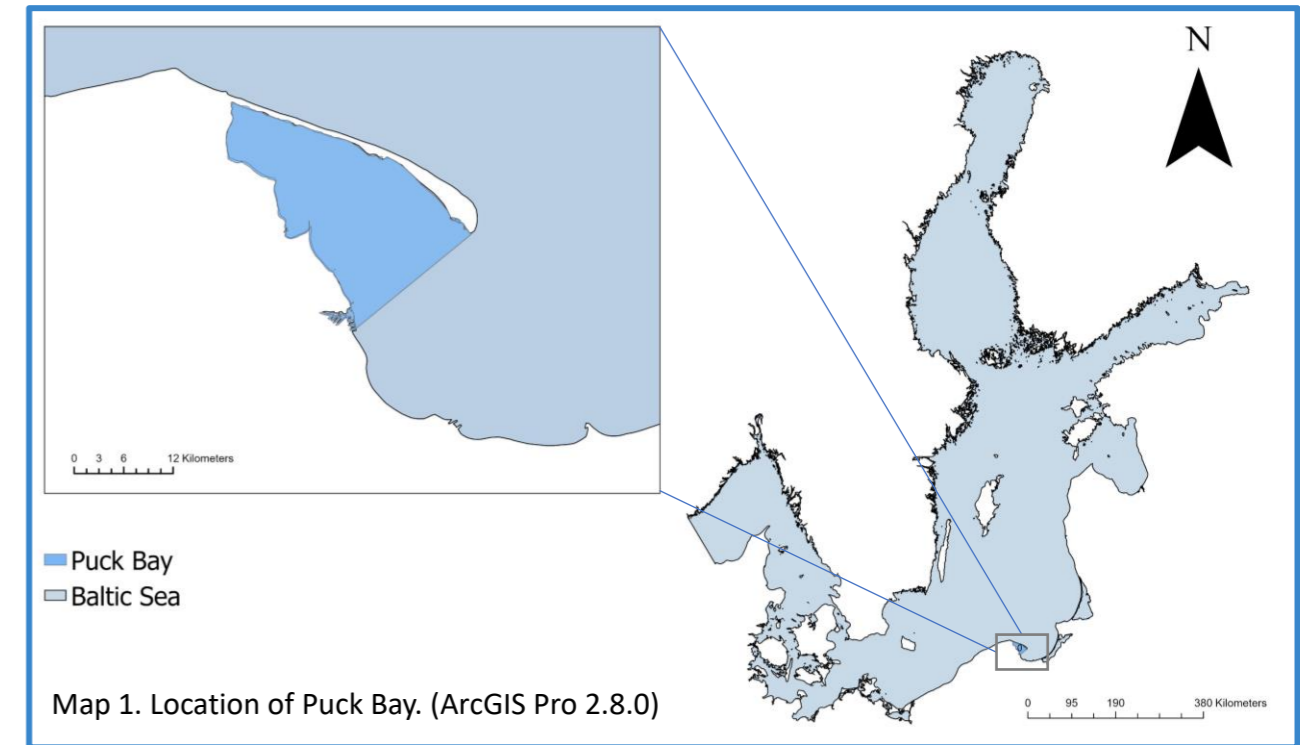 N
0 3 6 12 Kilometers
Puck Bay
Baltic Sea
Map 1. Location of Puck Bay. (ArcGIS Pro 2.8.0)
0 95 190 380 Kilometers